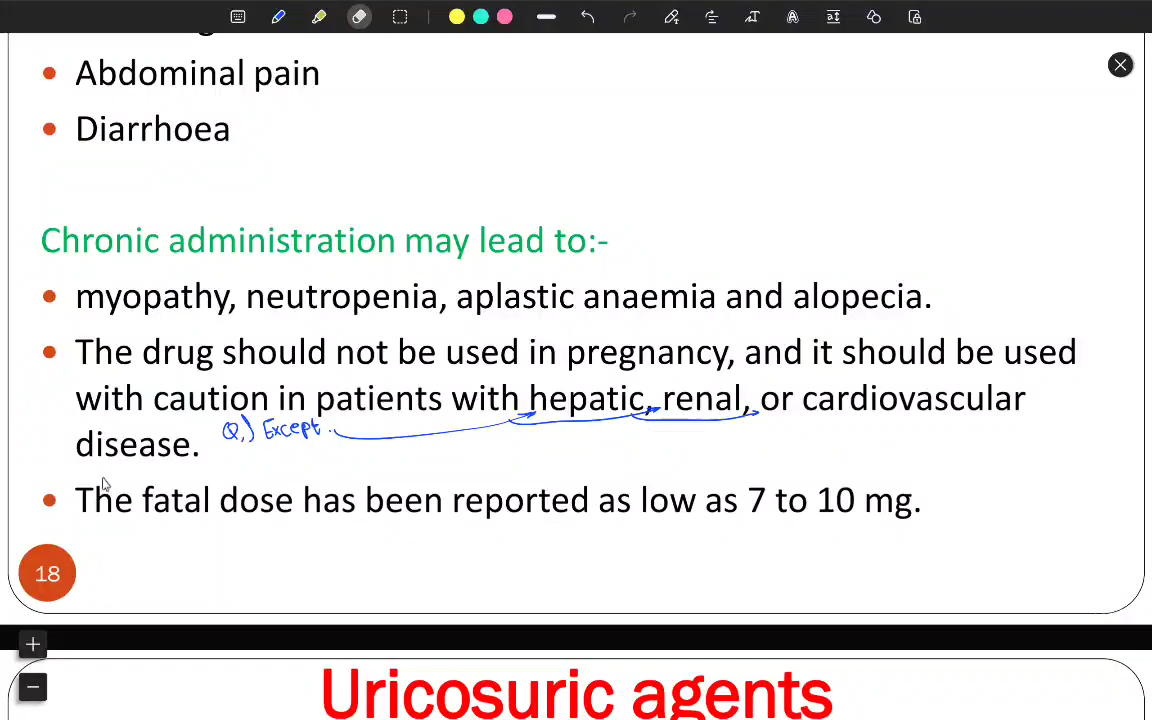 • Abdominal pain
• Diarrhoea
Chronic administration may lead to:-
• myopathy, neutropenia, aplastic anaemia and alopecia.
• The drug should not be used in pregnancy, and it should be used
with caution in patients with hepatic, renal, or cardiovascular
disease.
Q,) Except.
• The fatal dose has been reported as low as 7 to 10 mg.
18
Uricosuric agents